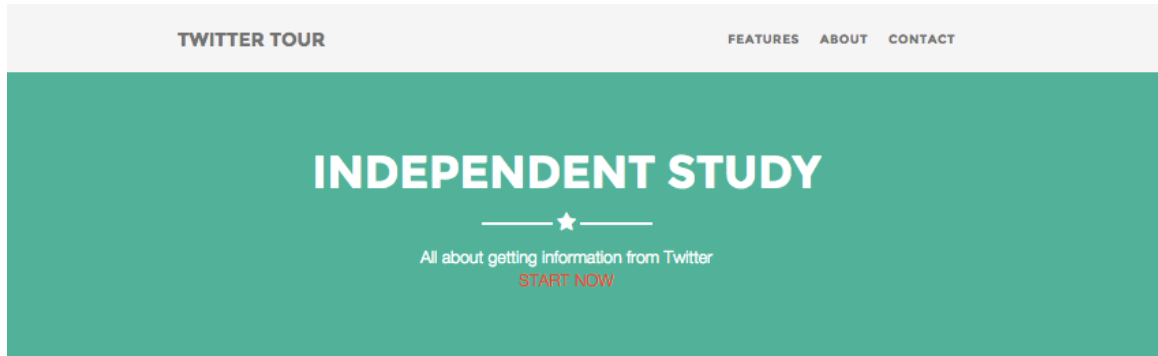 TWITTER TOUR FEATURES ABOUT CONTACT
INDEPENDENT STUDY
All about getting information from Twitter
START NOW